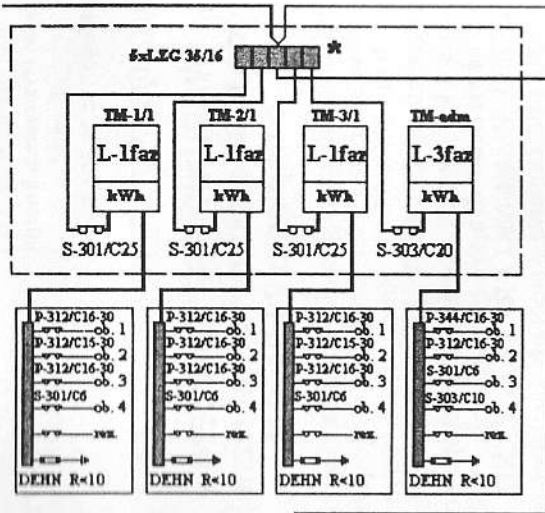 5xLZG 35/16 *
TM-1/1 TM-2/1 TM-3/1 TM-adm
L-1faz L-1faz L-1faz L-3faz
kWh kWh kWh kWh
S-301/C25 S-301/C25 S-301/C25 S-303/C20
P-312/C16-30 P-312/C16-30 P-312/C16-30 P-344/C16-30
ob. 1 ob. 1 ob. 1 ob. 1
P-312/C15-30 P-312/C16-30 P-312/C16-30 P-312/C16-30
ob. 2 ob. 2 ob. 2 ob. 2
P-312/C16-30 P-312/C16-30 P-312/C16-30 S-301/C6
ob. 3 ob. 3 ob. 3 ob. 3
S-301/C6 S-301/C6 S-301/C6 S-303/C10
ob. 4 ob. 4 ob. 4 ob. 4
rez. rez. rez. rez.
DEHN R<10 DEHN R<10 DEHN R<10 DEHN R<10